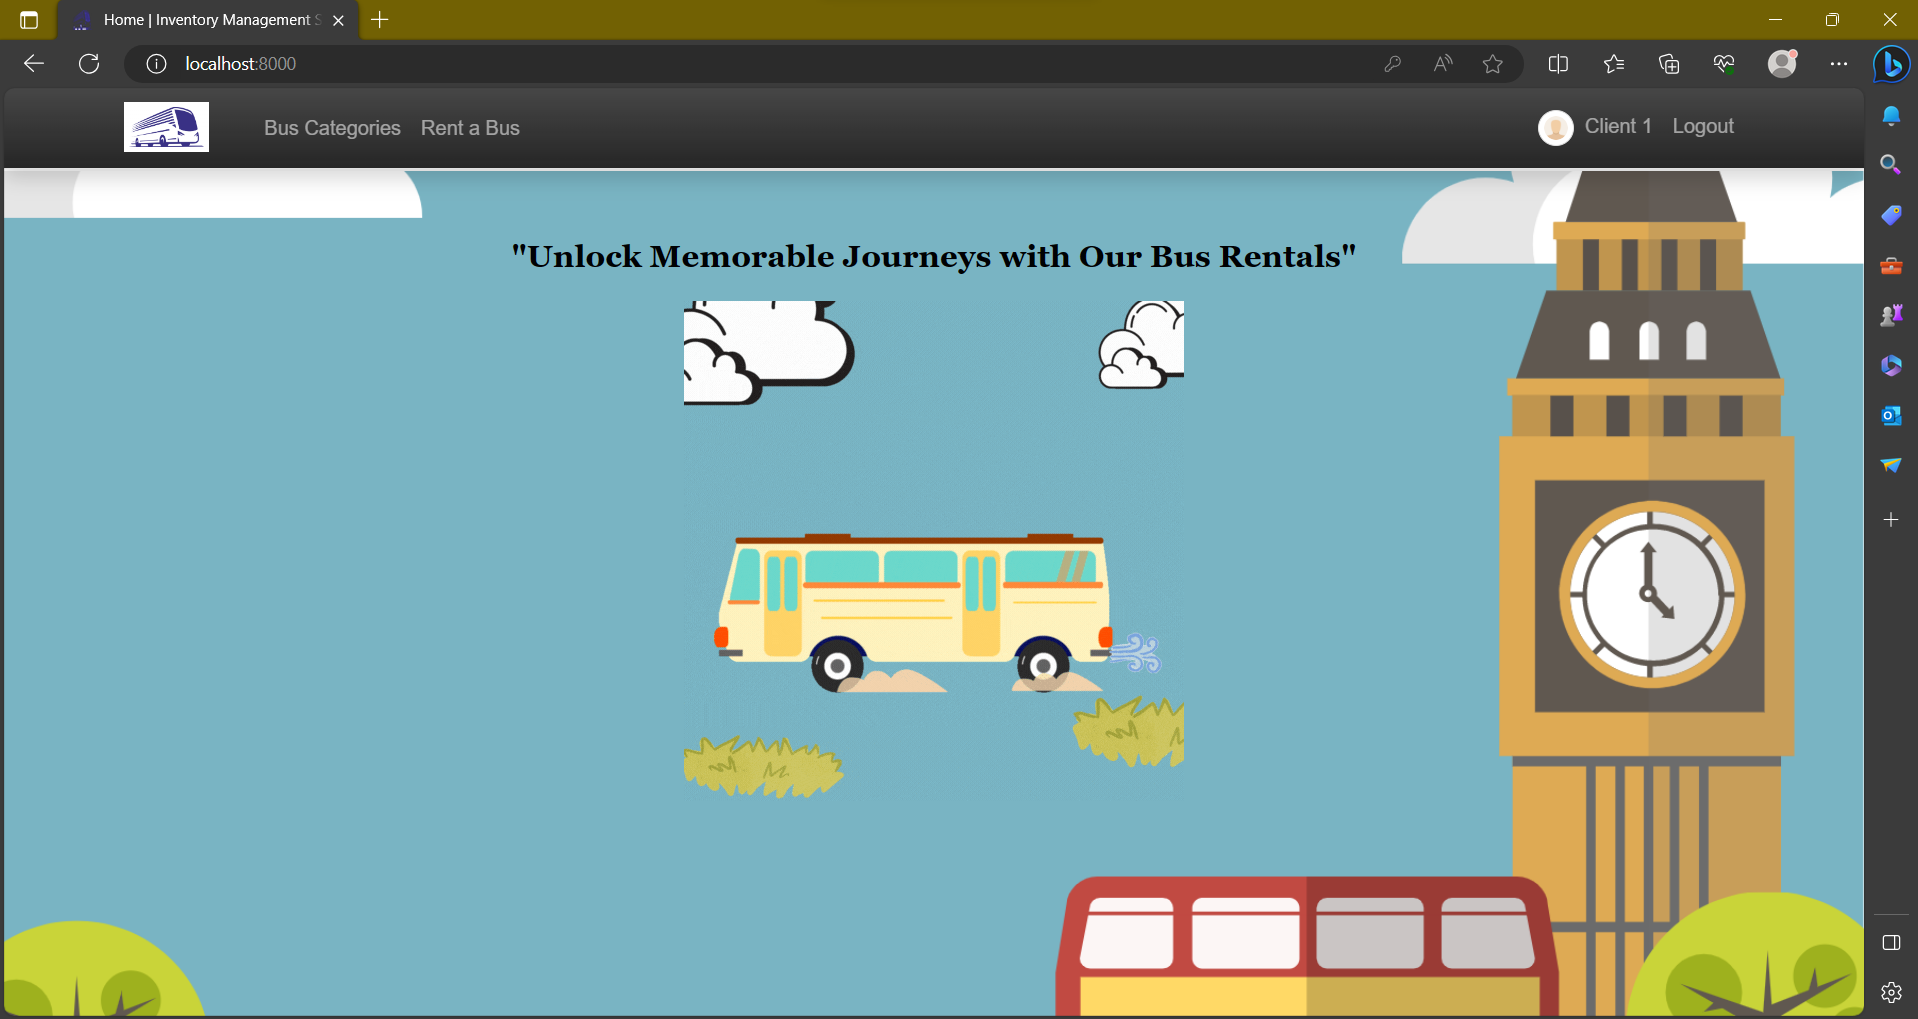 Home | Inventory Management S
localhost:8000
Bus Categories Rent a Bus Client 1 Logout
"Unlock Memorable Journeys with Our Bus Rentals"